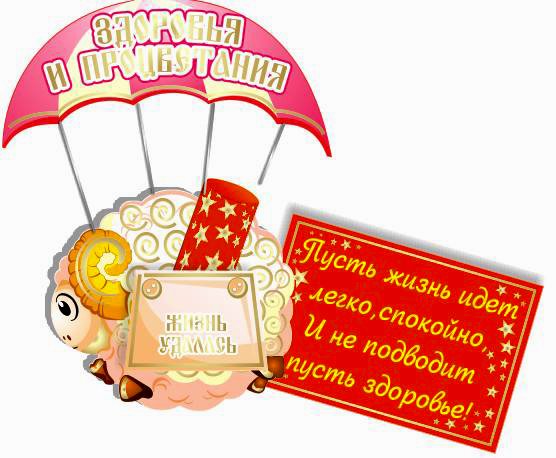 ЗДОРОВЬЯ
И ПРОЦВЕТАНИЯ
ЖИЗНЬ
УДАЛАСЬ
Пусть жизнь идет
легко, спокойно,
И не подводит
пусть здоровье!